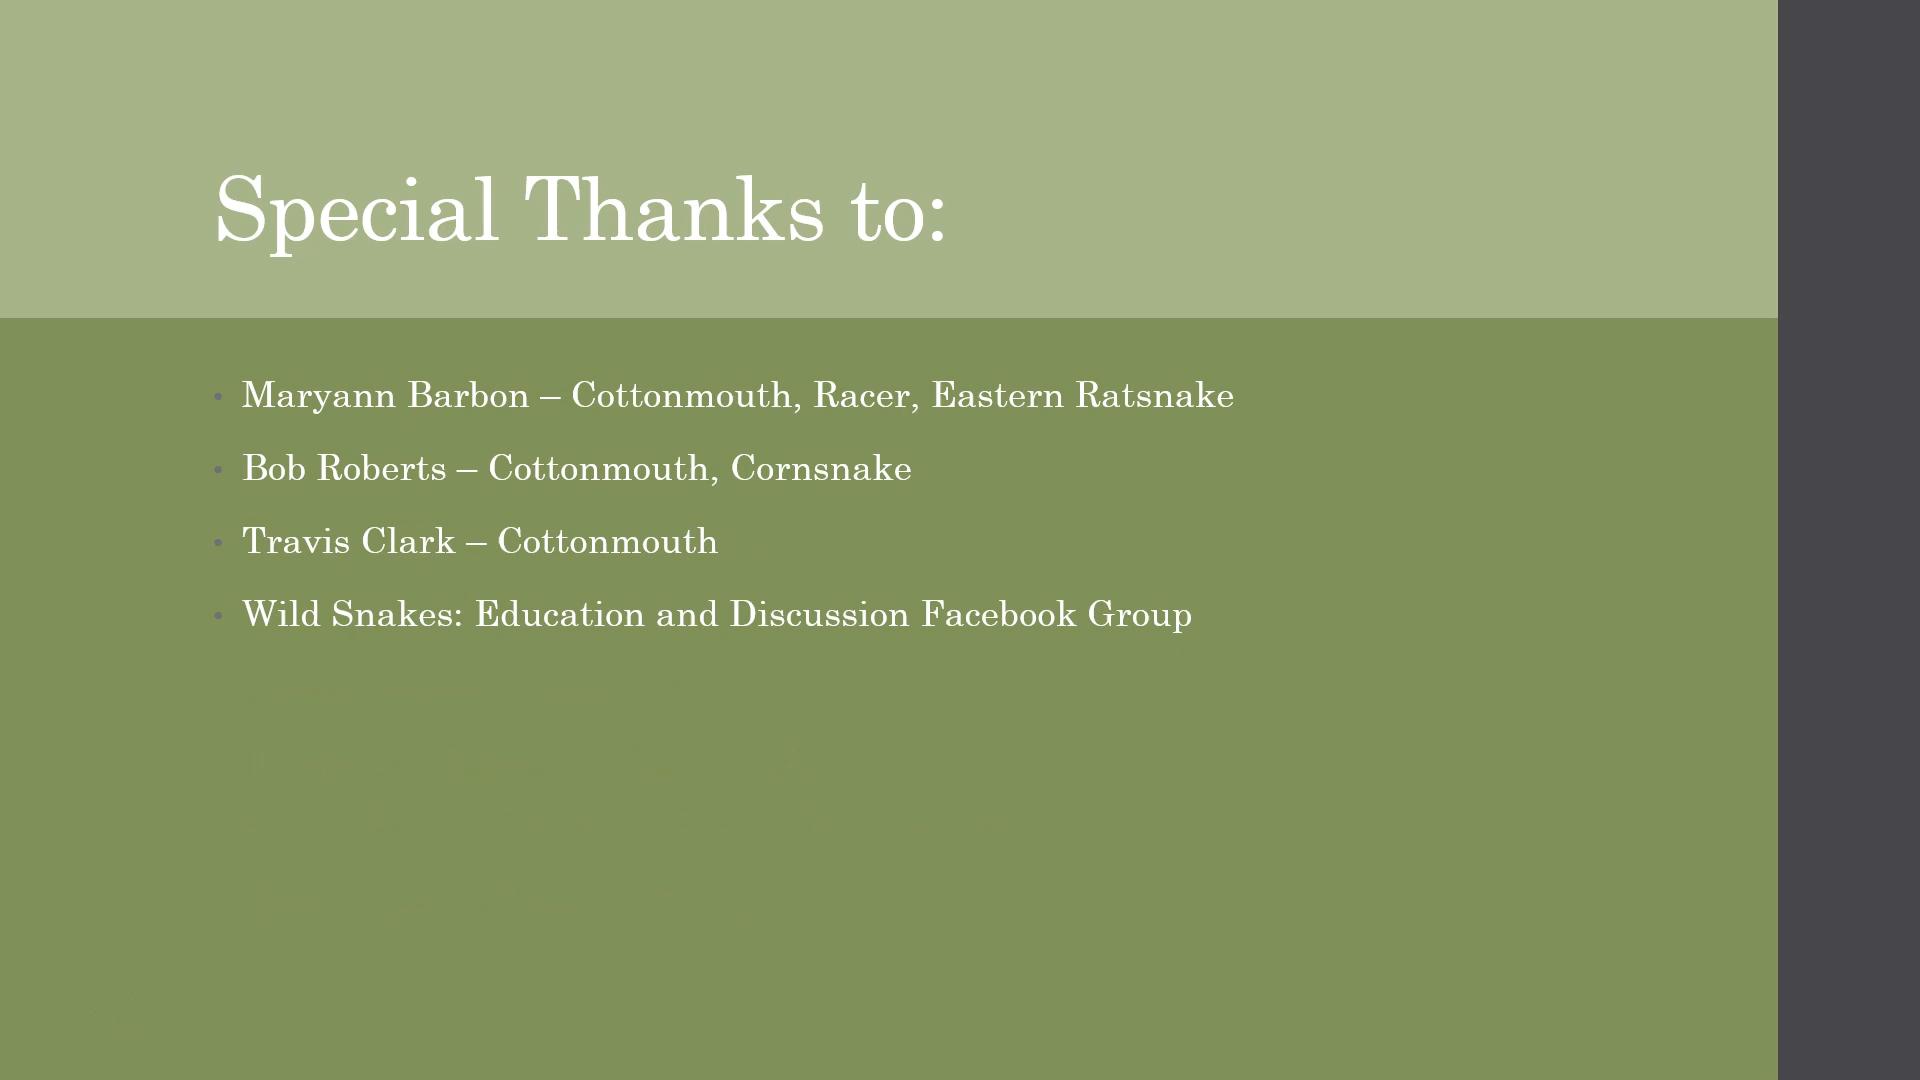 Special Thanks to:
• Maryann Barbon – Cottonmouth, Racer, Eastern Ratsnake
• Bob Roberts – Cottonmouth, Cornsnake
• Travis Clark – Cottonmouth
• Wild Snakes: Education and Discussion Facebook Group